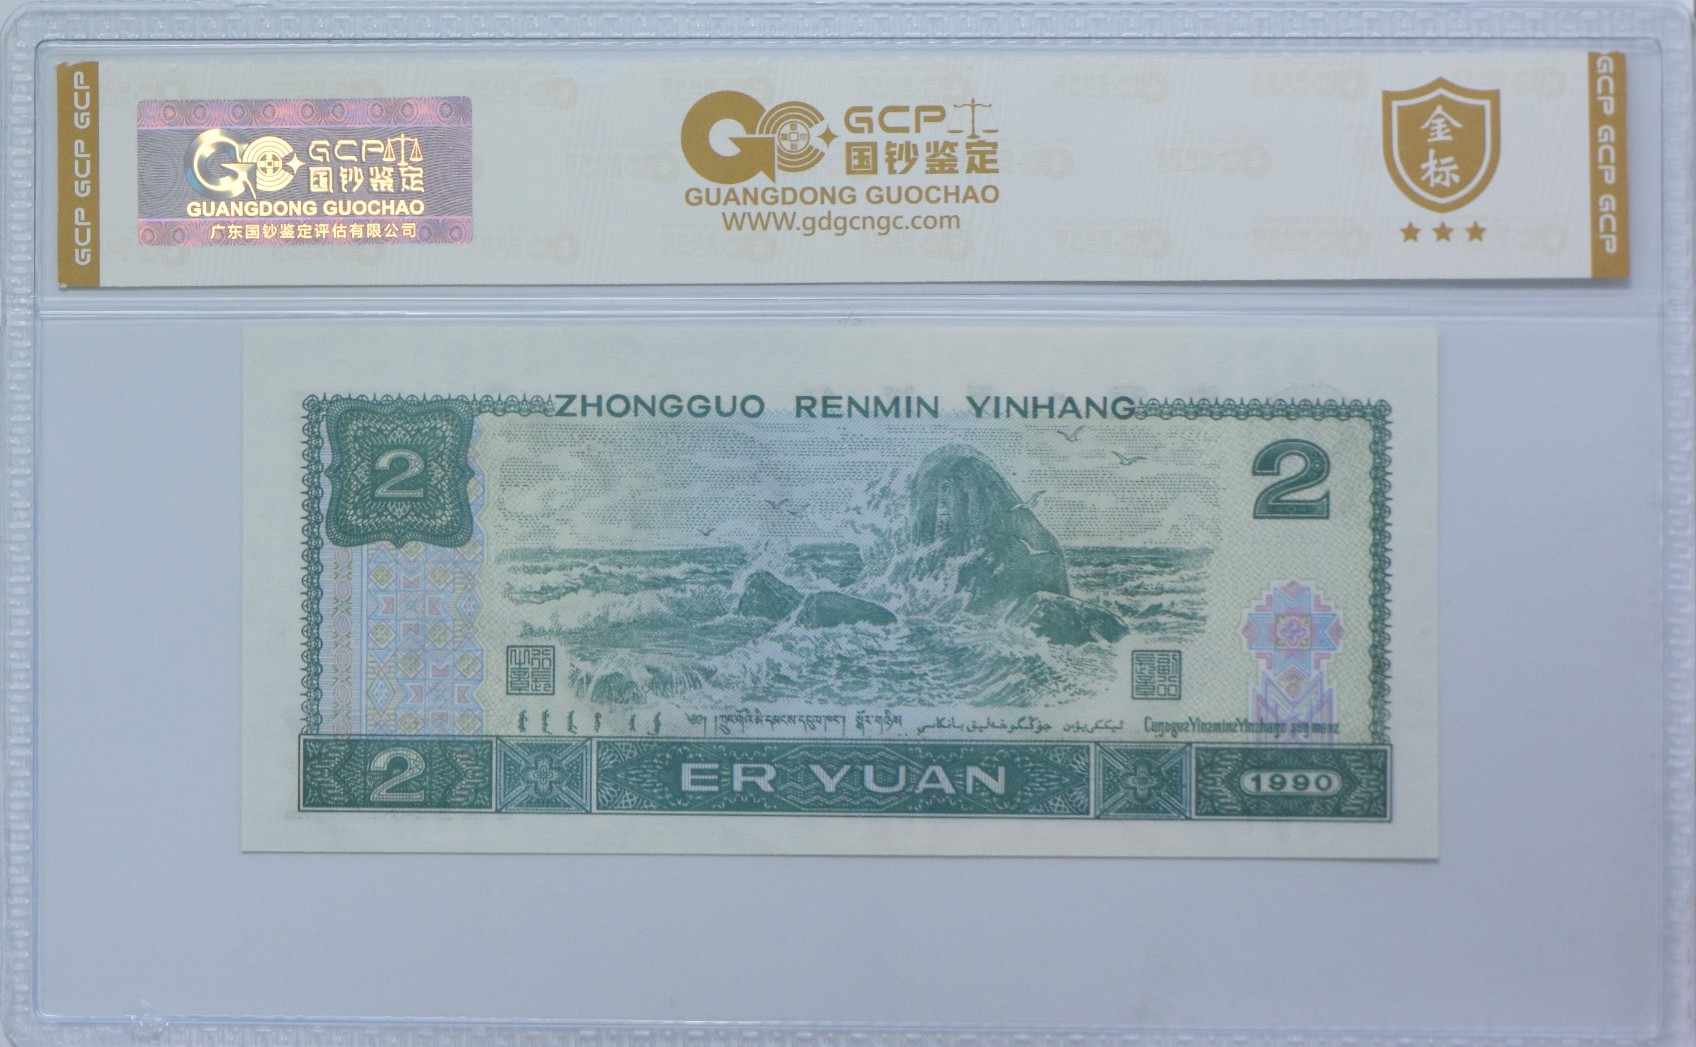 GCP GCP GCP
GCP
国钞鉴定
GUANGDONG GUOCHAO
广东国钞鉴定评估有限公司
GCP
国钞鉴定
GUANGDONG GUOCHAO
WWW.gdgcngc.com
金
标
GCP GCP GCP
ZHONGGUO RENMIN YINHANG
2
2
2
ER YUAN
1990